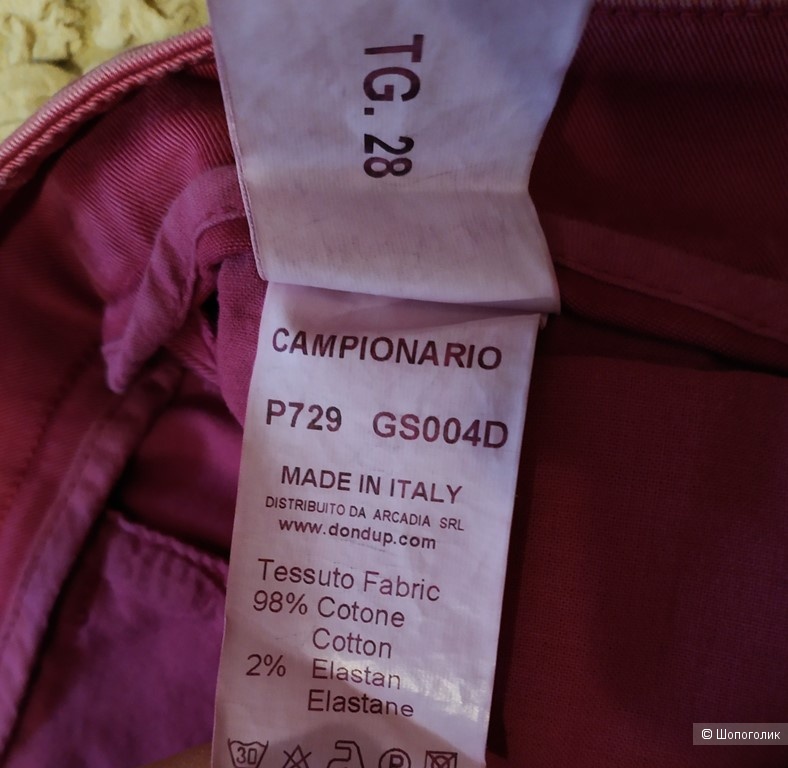 TG. 28
CAMPIONARIO
P729 GS004D
MADE IN ITALY
DISTRIBUITO DA ARCADIA SRL
www.dondup.com
Tessuto Fabric
98% Cotone
Cotton
2% Elastan
Elastane
30 P
© Шопоголик